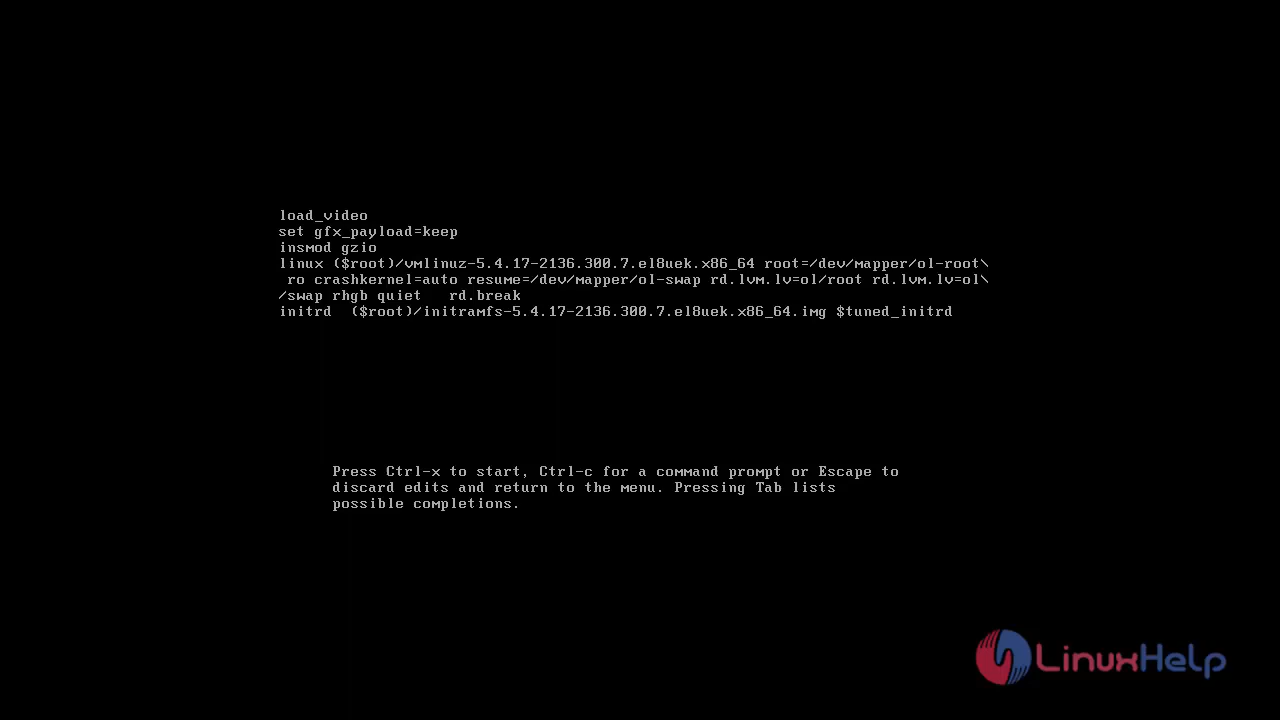 load_video
set gfx_payload=keep
insmod gzio
linux ($root)/vmlinuz-5.4.17-2136.300.7.el8uek.x86_64 root=/dev/mapper/ol-root\
 ro crashkernel=auto resume=/dev/mapper/ol-swap rd.lvm.lv=ol/root rd.lvm.lv=ol\
/swap rhgb quiet   rd.break
initrd  ($root)/initramfs-5.4.17-2136.300.7.el8uek.x86_64.img $tuned_initrd
Press Ctrl-x to start, Ctrl-c for a command prompt or Escape to
discard edits and return to the menu. Pressing Tab lists
possible completions.
LinuxHelp